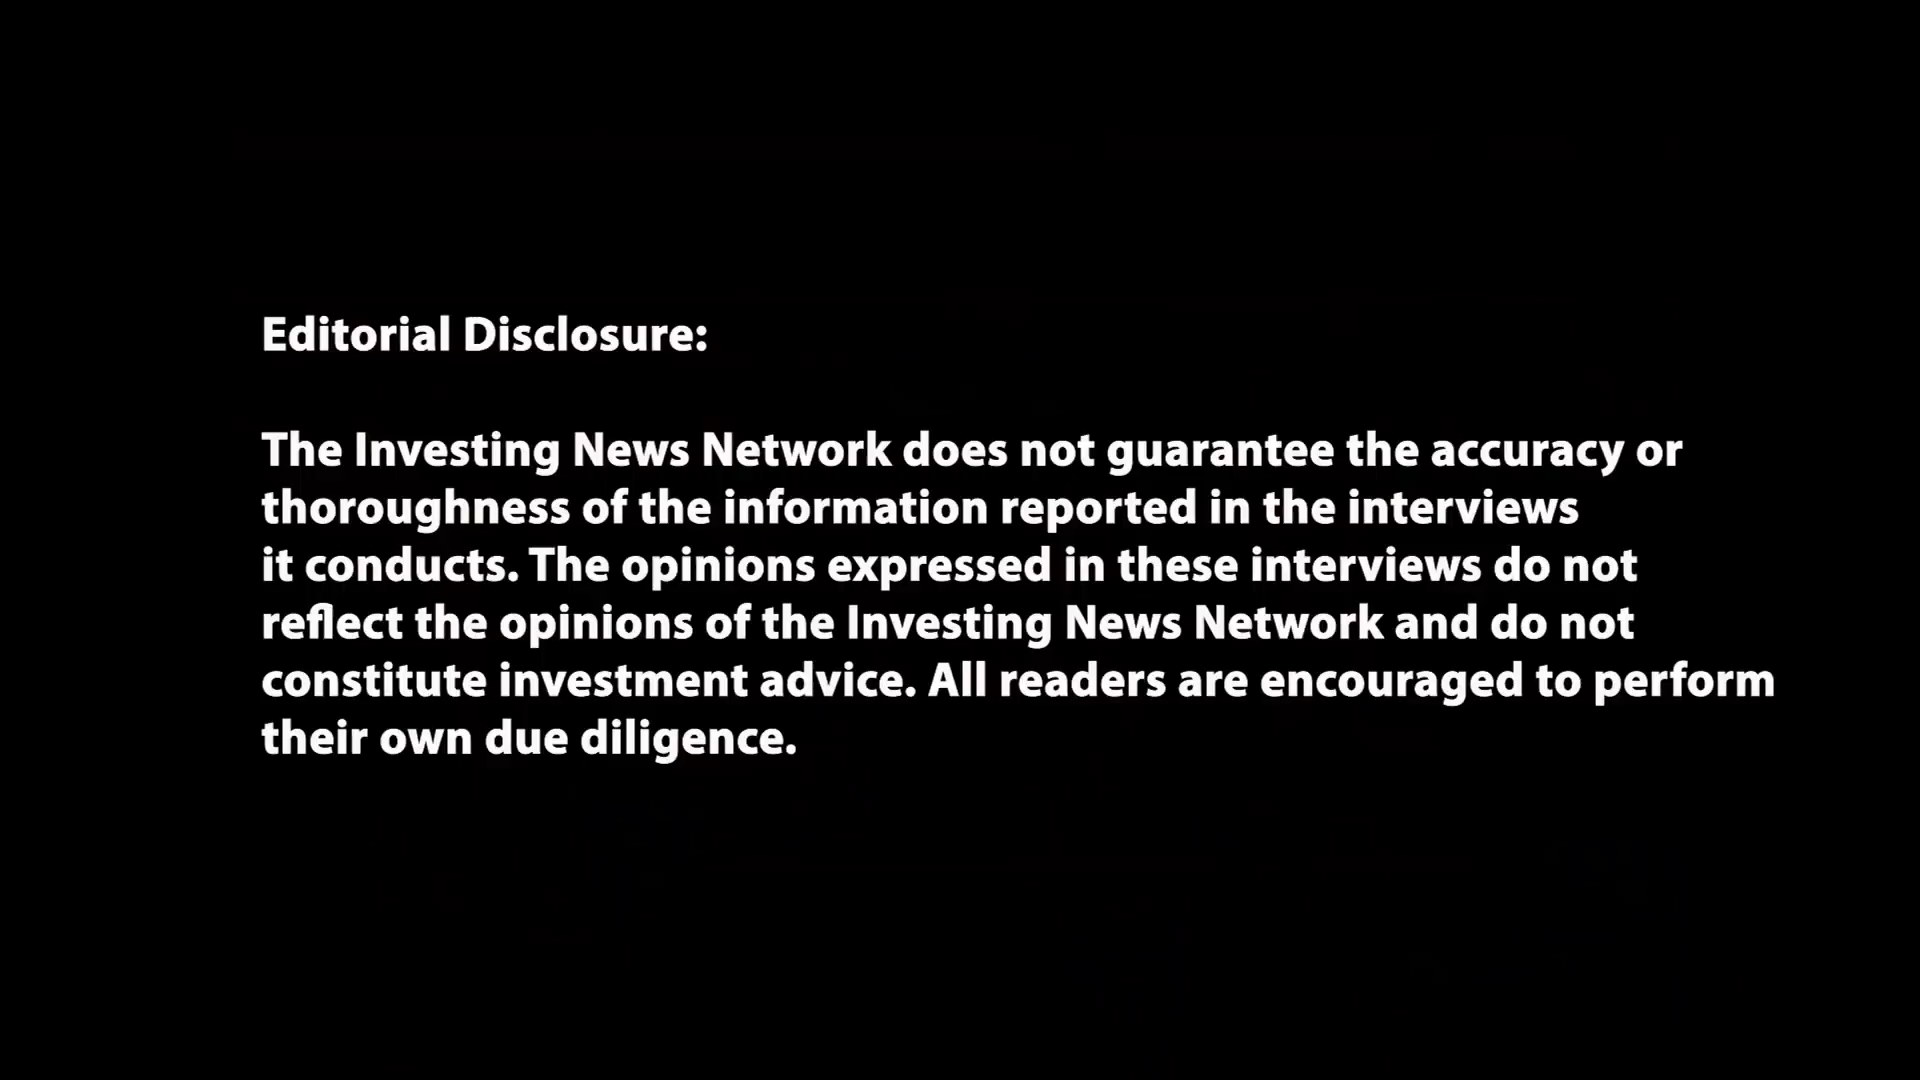 Editorial Disclosure:
The Investing News Network does not guarantee the accuracy or
thoroughness of the information reported in the interviews
it conducts. The opinions expressed in these interviews do not
reflect the opinions of the Investing News Network and do not
constitute investment advice. All readers are encouraged to perform
their own due diligence.